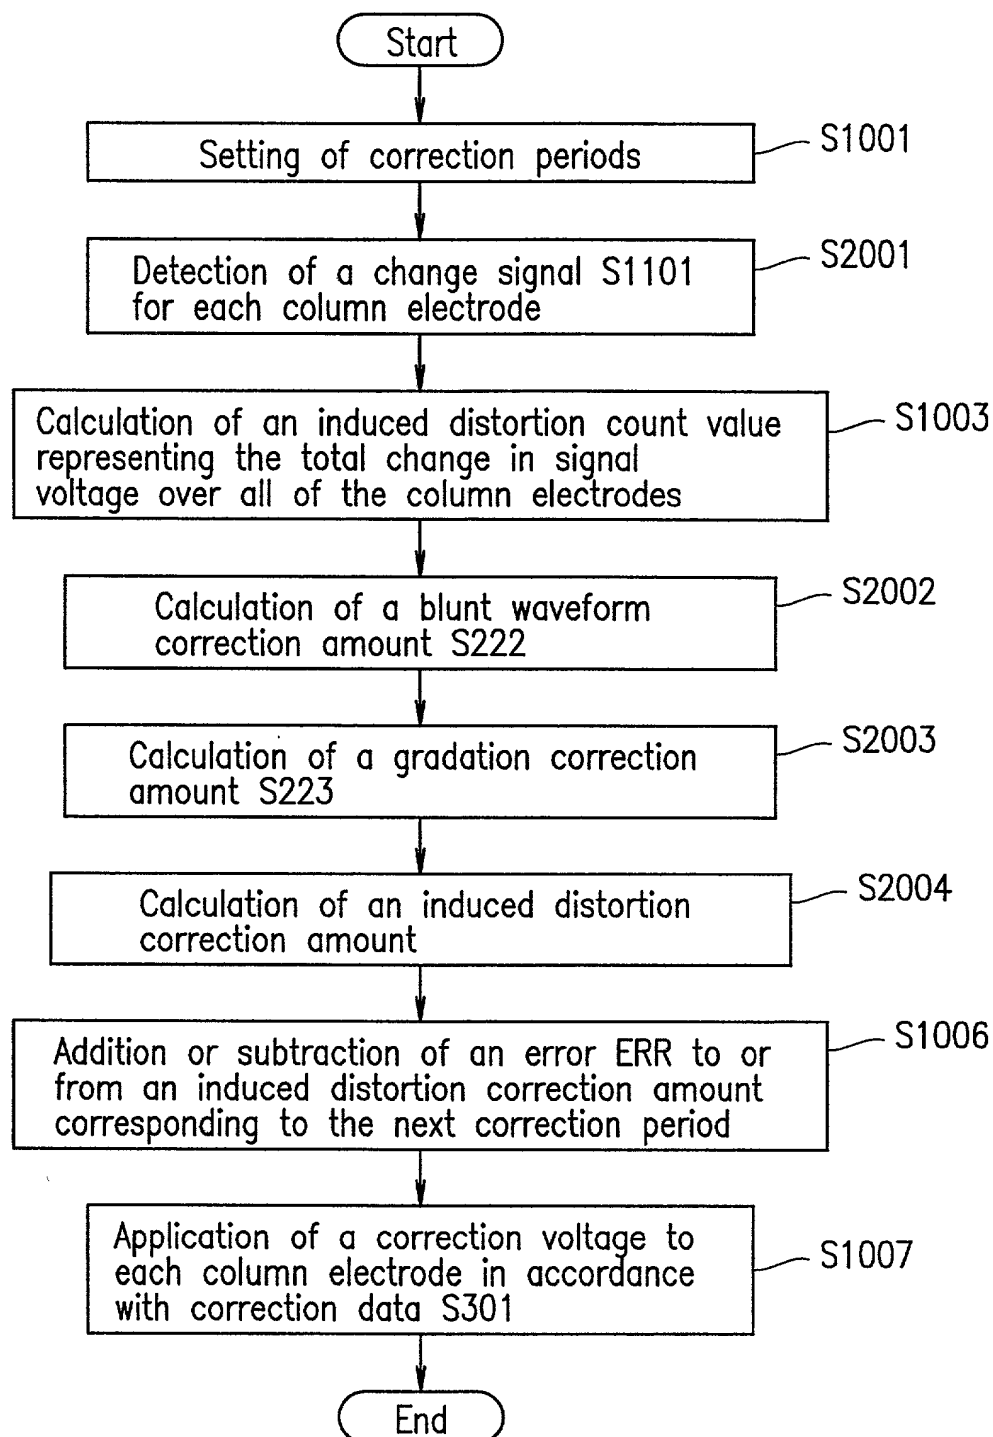 Start
Setting of correction periods
S1001
Detection of a change signal S1101
for each column electrode
S2001
Calculation of an induced distortion count value
representing the total change in signal
voltage over all of the column electrodes
S1003
Calculation of a blunt waveform
correction amount S222
S2002
Calculation of a gradation correction
amount S223
S2003
Calculation of an induced distortion
correction amount
S2004
Addition or subtraction of an error ERR to or
from an induced distortion correction amount
corresponding to the next correction period
S1006
Application of a correction voltage to
each column electrode in accordance
with correction data S301
S1007
End